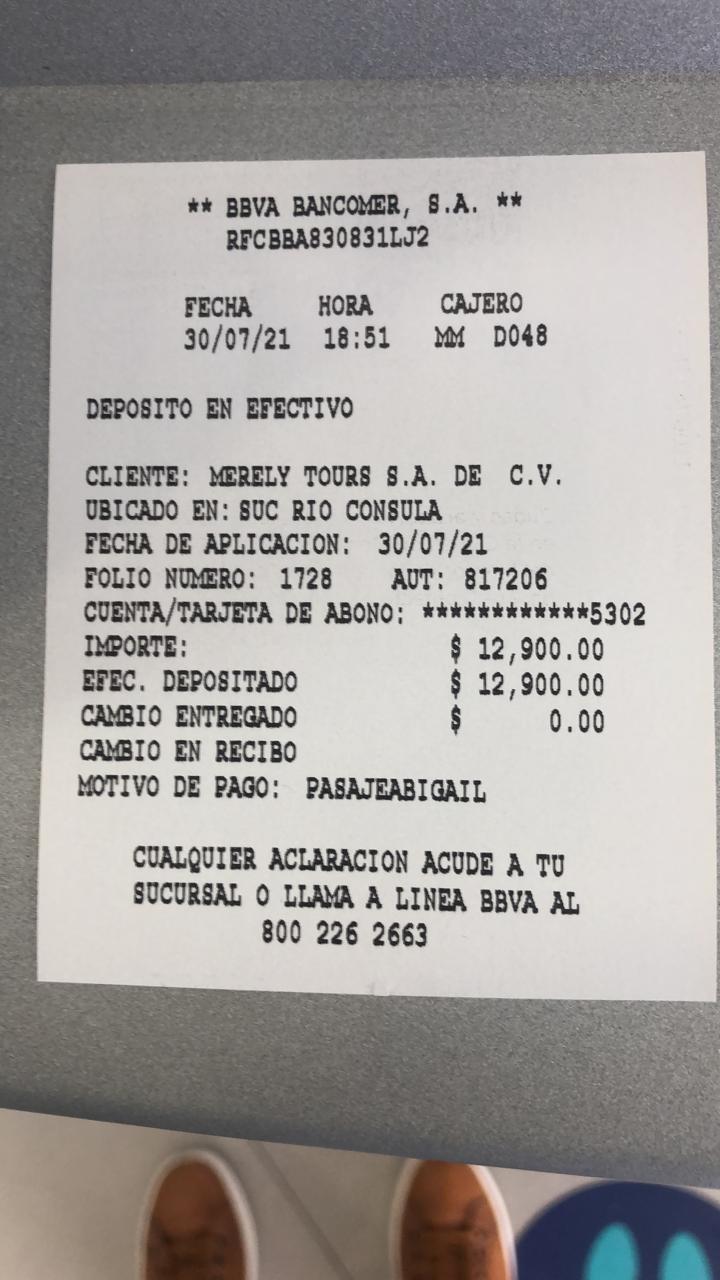 ** BBVA BANCOMER, S.A. **
RFCBBA830831LJ2
FECHA HORA CAJERO
30/07/21 18:51 MM D048
DEPOSITO EN EFECTIVO
CLIENTE: MERELY TOURS S.A. DE C.V.
UBICADO EN: SUC RIO CONSULA
FECHA DE APLICACION: 30/07/21
FOLIO NUMERO: 1728 AUT: 817206
CUENTA/TARJETA DE ABONO: ************5302
IMPORTE: $ 12,900.00
EFEC. DEPOSITADO $ 12,900.00
CAMBIO ENTREGADO $ 0.00
CAMBIO EN RECIBO
MOTIVO DE PAGO: PASAJEABIGAIL
CUALQUIER ACLARACION ACUDE A TU
SUCURSAL O LLAMA A LINEA BBVA AL
800 226 2663